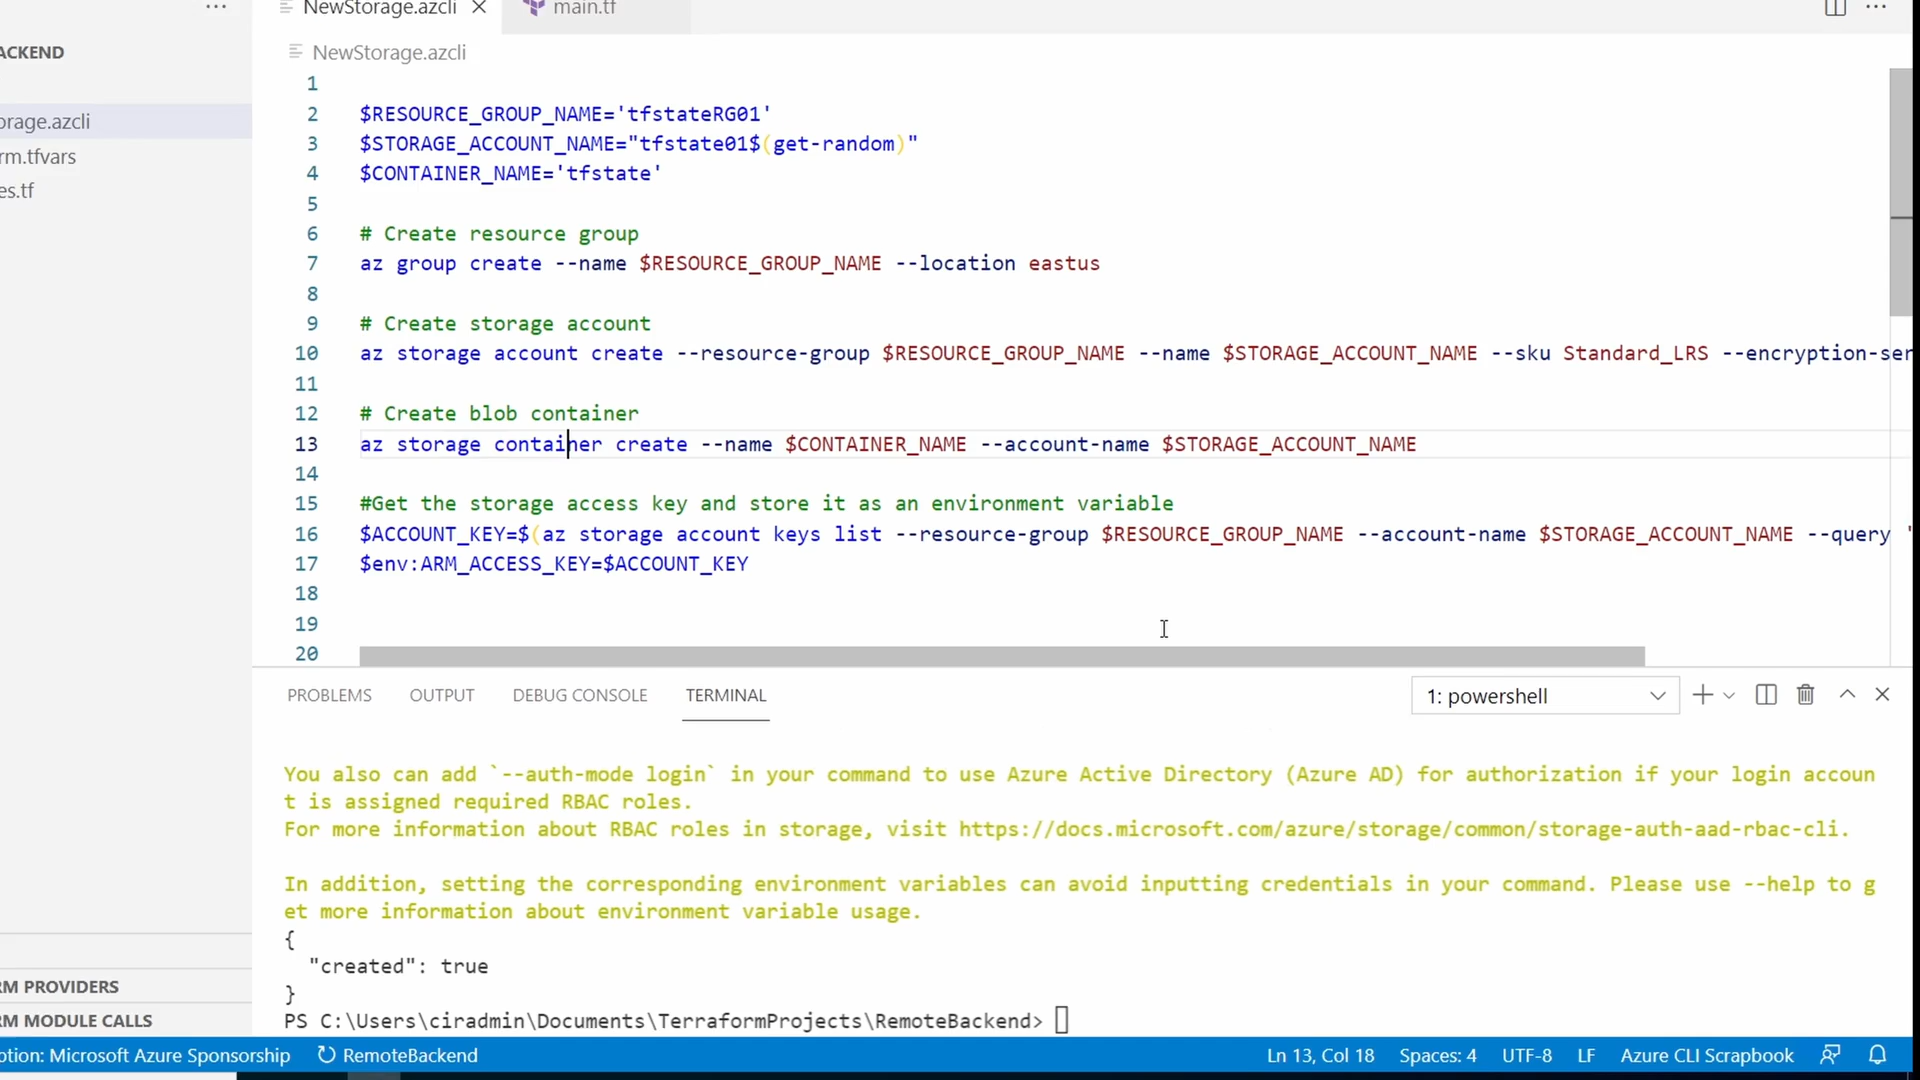 NewStorage.azcli
main.tf
ACKEND
NewStorage.azcli
orage.azcli
rm.tfvars
es.tf
1
2 $RESOURCE_GROUP_NAME='tfstateRG01'
3 $STORAGE_ACCOUNT_NAME="tfstate01$(get-random)"
4 $CONTAINER_NAME='tfstate'
5
6 # Create resource group
7 az group create --name $RESOURCE_GROUP_NAME --location eastus
8
9 # Create storage account
10 az storage account create --resource-group $RESOURCE_GROUP_NAME --name $STORAGE_ACCOUNT_NAME --sku Standard_LRS --encryption-ser
11
12 # Create blob container
13 az storage container create --name $CONTAINER_NAME --account-name $STORAGE_ACCOUNT_NAME
14
15 #Get the storage access key and store it as an environment variable
16 $ACCOUNT_KEY=$(az storage account keys list --resource-group $RESOURCE_GROUP_NAME --account-name $STORAGE_ACCOUNT_NAME --query '
17 $env:ARM_ACCESS_KEY=$ACCOUNT_KEY
18
19
20
PROBLEMS OUTPUT DEBUG CONSOLE TERMINAL 1: powershell
You also can add `--auth-mode login` in your command to use Azure Active Directory (Azure AD) for authorization if your login accoun
t is assigned required RBAC roles.
For more information about RBAC roles in storage, visit https://docs.microsoft.com/azure/storage/common/storage-auth-aad-rbac-cli.
In addition, setting the corresponding environment variables can avoid inputting credentials in your command. Please use --help to g
et more information about environment variable usage.
{
"created": true
}
PS C:\Users\ciradmin\Documents\TerraformProjects\RemoteBackend>
RM PROVIDERS
RM MODULE CALLS
ption: Microsoft Azure Sponsorship RemoteBackend Ln 13, Col 18 Spaces: 4 UTF-8 LF Azure CLI Scrapbook